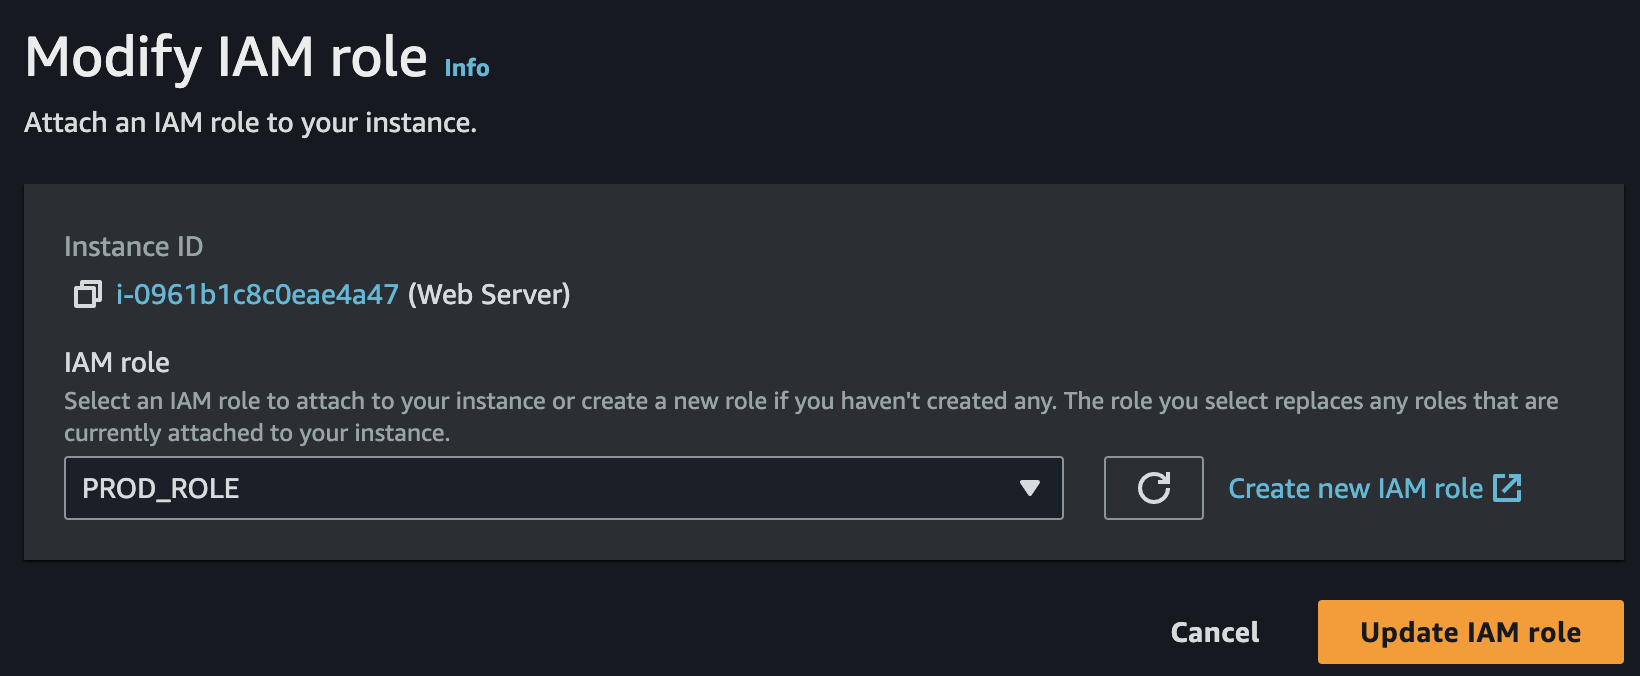 Modify IAM role Info
Attach an IAM role to your instance.
Instance ID
i-0961b1c8c0eae4a47 (Web Server)
IAM role
Select an IAM role to attach to your instance or create a new role if you haven't created any. The role you select replaces any roles that are
currently attached to your instance.
PROD_ROLE
Create new IAM role
Cancel
Update IAM role